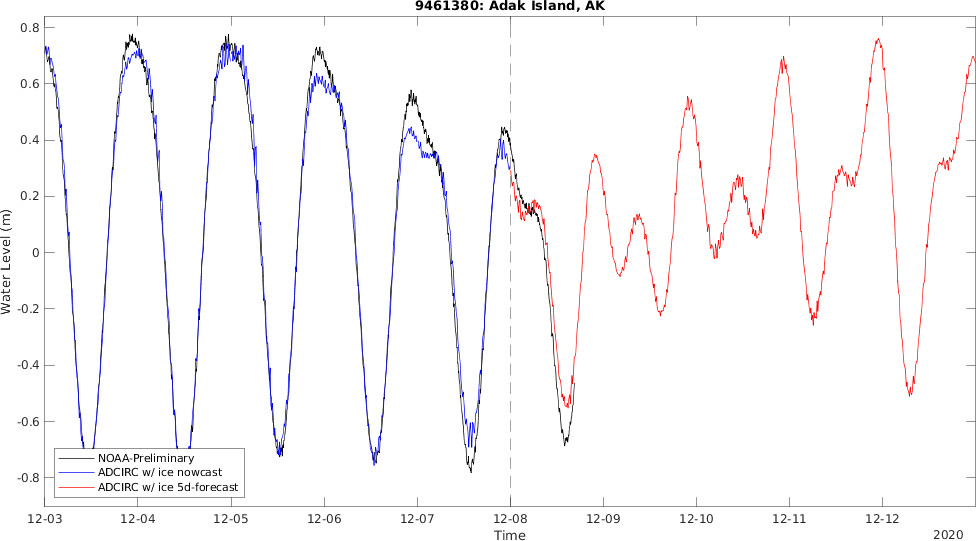 9461380: Adak Island, AK
Water Level (m)
0.8
0.6
0.4
0.2
0
-0.2
-0.4
-0.6
-0.8
NOAA-Preliminary
ADCIRC w/ ice nowcast
ADCIRC w/ ice 5d-forecast
12-03 12-04 12-05 12-06 12-07 12-08 12-09 12-10 12-11 12-12
Time
2020